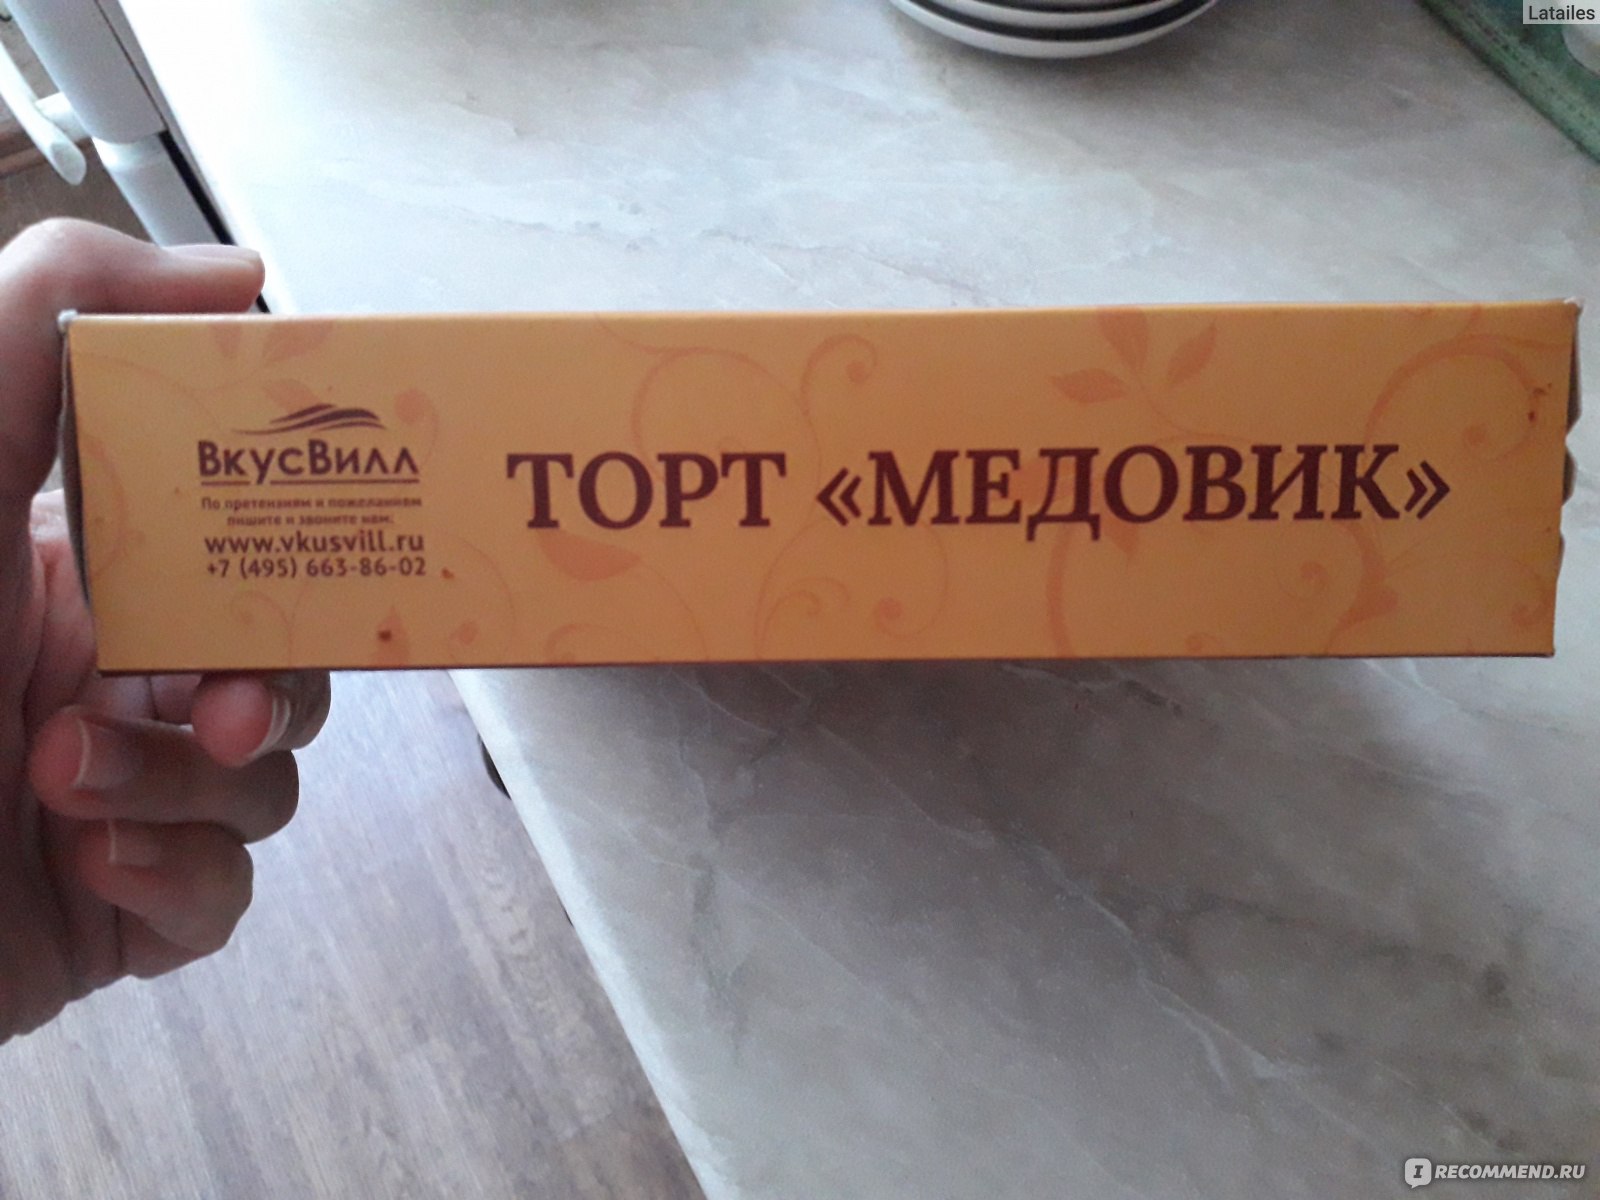 Latailes
ВкусВилл
По претензиям и пожеланиям
пишите и звоните нам:
www.vkusvill.ru
+7 (495) 663-86-02
ТОРТ «МЕДОВИК»
IRECOMMEND.RU